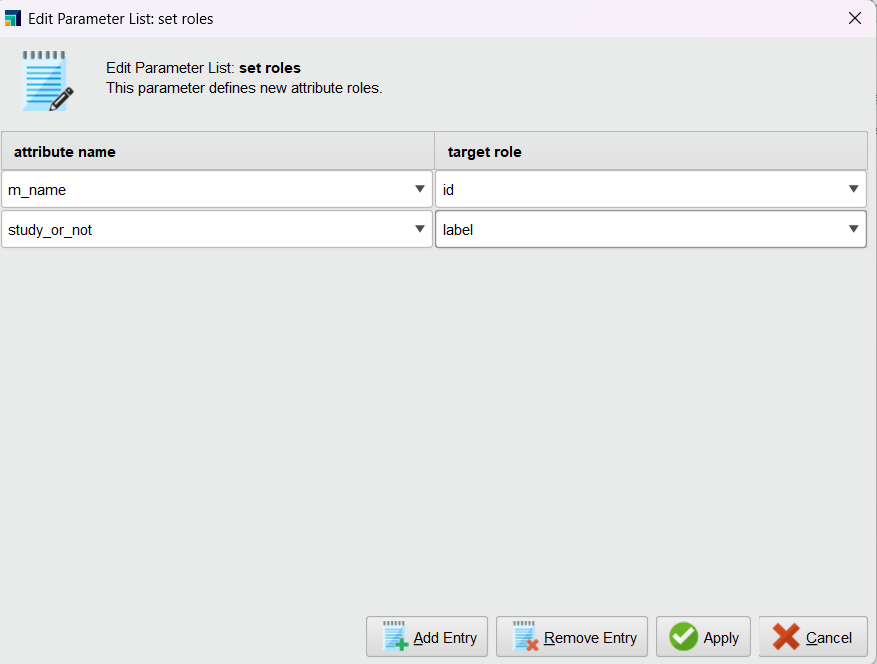 Edit Parameter List: set roles
Edit Parameter List: set roles
This parameter defines new attribute roles.
attribute name target role
m_name id
study_or_not label
Add Entry Remove Entry Apply Cancel